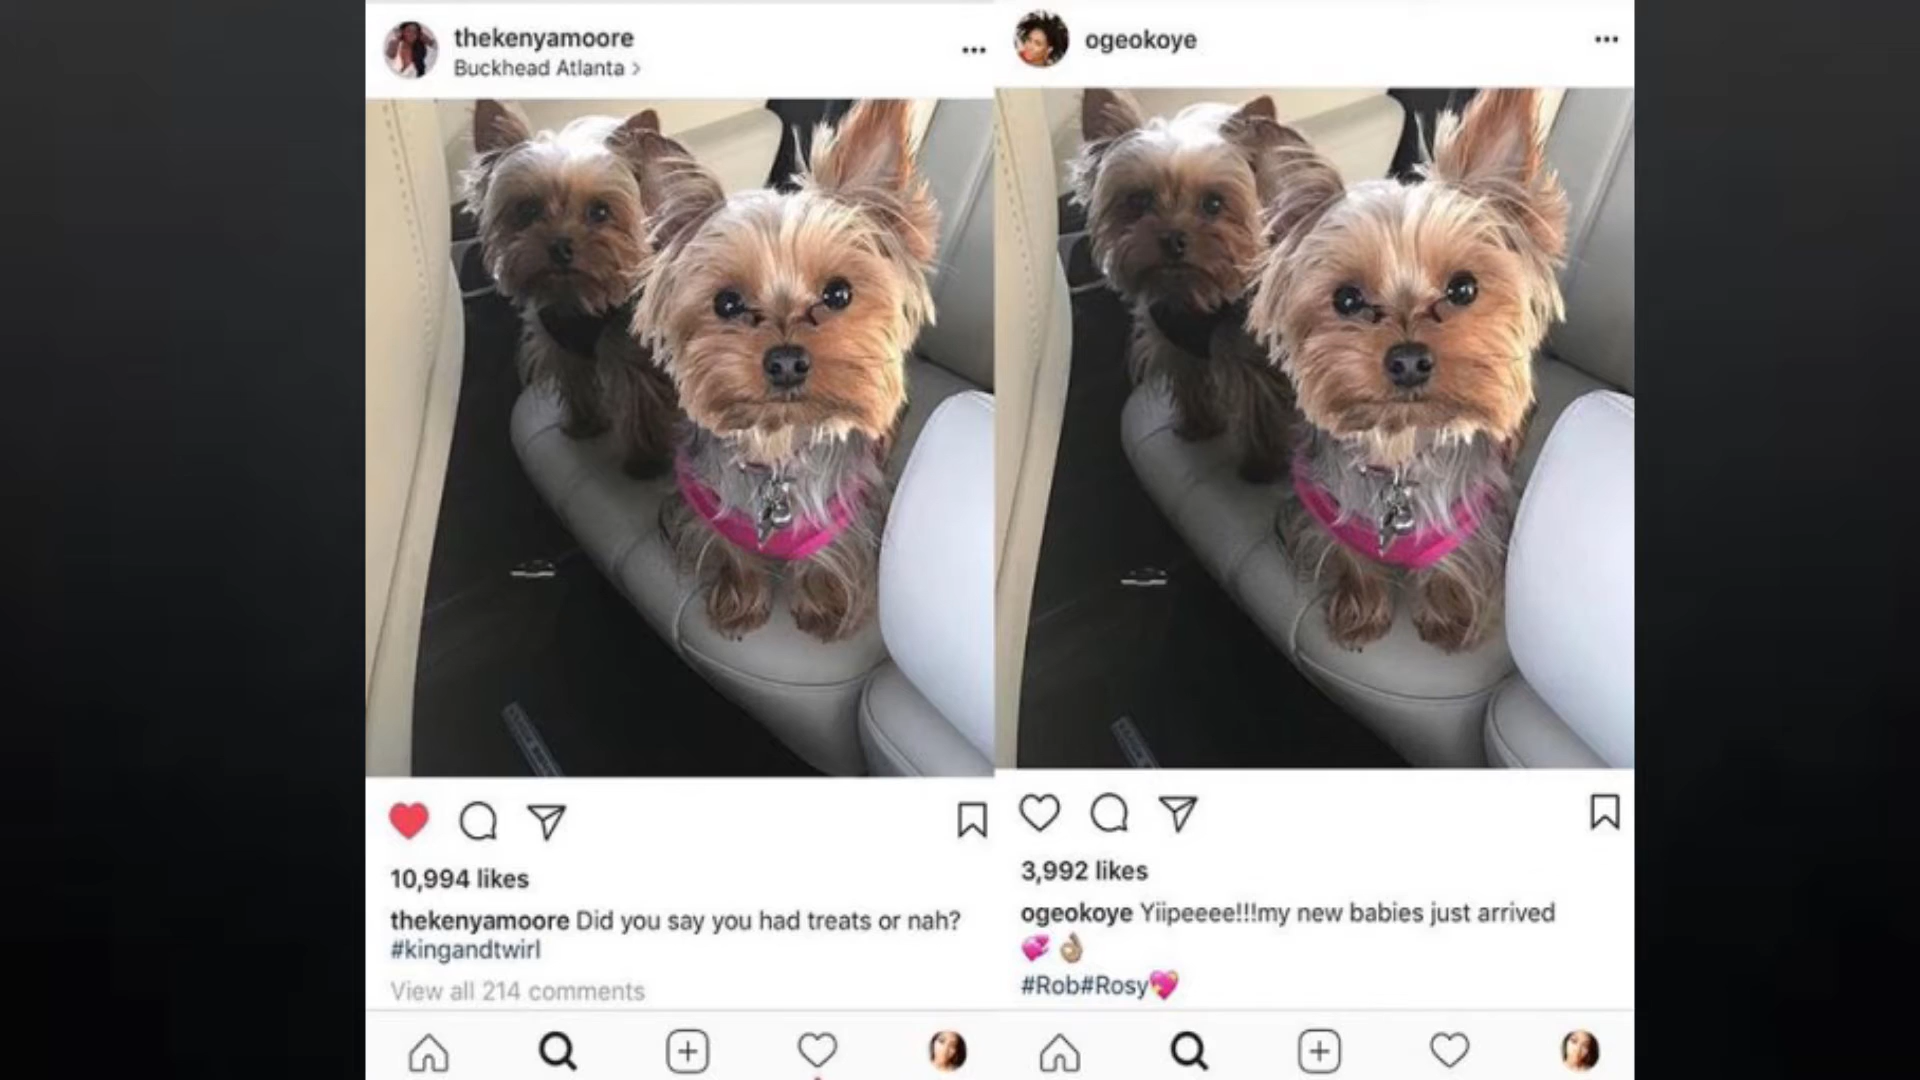 thekenyamoore
Buckhead Atlanta >
10,994 likes
thekenyamoore Did you say you had treats or nah?
#kingandtwirl
View all 214 comments
ogeokoye
3,992 likes
ogeokoye Yiipeeee!!!my new babies just arrived
💞 👌🏽
#Rob#Rosy💖